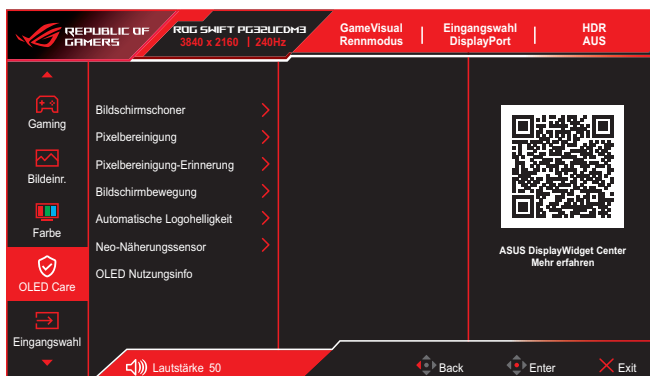 REPUBLIC OF
GAMERS
ROG SWIFT PG32UCDM3
3840 x 2160 | 240Hz
GameVisual
Rennmodus
Eingangswahl
DisplayPort
HDR
AUS
Gaming
Bildeinr.
Farbe
OLED Care
Eingangswahl
Bildschirmschoner
Pixelbereinigung
Pixelbereinigung-Erinnerung
Bildschirmbewegung
Automatische Logohelligkeit
Neo-Näherungssensor
OLED Nutzungsinfo
ASUS DisplayWidget Center
Mehr erfahren
Lautstärke 50
Back
Enter
Exit